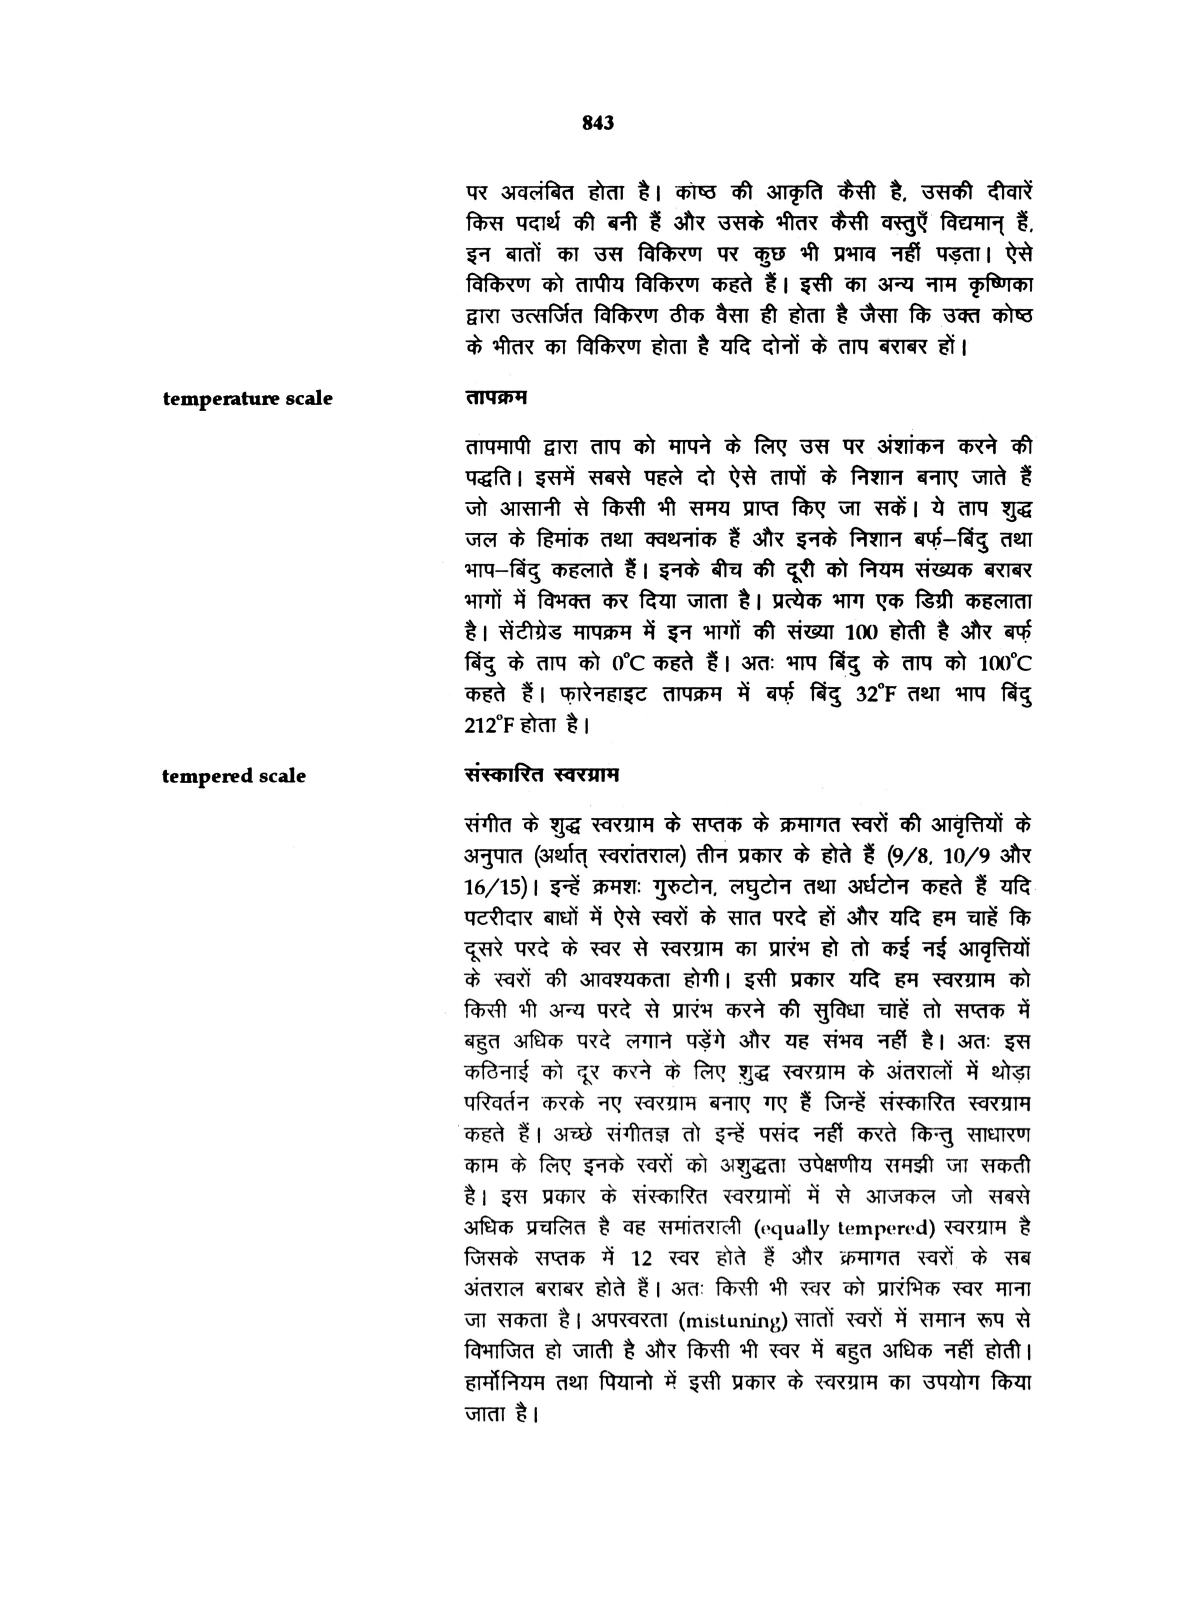 843
पर अवलंबित होता है। कोष्ठ की आकृति कैसी है, उसकी दीवारें
किस पदार्थ की बनी हैं और उसके भीतर कैसी वस्तुएँ विद्यमान् हैं,
इन बातों का उस विकिरण पर कुछ भी प्रभाव नहीं पड़ता। ऐसे
विकिरण को तापीय विकिरण कहते हैं। इसी का अन्य नाम कृष्णिका
द्वारा उत्सर्जित विकिरण ठीक वैसा ही होता है जैसा कि उक्त कोष्ठ
के भीतर का विकिरण होता है यदि दोनों के ताप बराबर हों।
temperature scale तापक्रम
तापमापी द्वारा ताप को मापने के लिए उस पर अंशांकन करने की
पद्धति। इसमें सबसे पहले दो ऐसे तापों के निशान बनाए जाते हैं
जो आसानी से किसी भी समय प्राप्त किए जा सकें। ये ताप शुद्ध
जल के हिमांक तथा क्वथनांक हैं और इनके निशान बर्फ़–बिंदु तथा
भाप–बिंदु कहलाते हैं। इनके बीच की दूरी को नियम संख्यक बराबर
भागों में विभक्त कर दिया जाता है। प्रत्येक भाग एक डिग्री कहलाता
है। सेंटीग्रेड मापक्रम में इन भागों की संख्या 100 होती है और बर्फ़
बिंदु के ताप को 0°C कहते हैं। अतः भाप बिंदु के ताप को 100°C
कहते हैं। फ़ारेनहाइट तापक्रम में बर्फ़ बिंदु 32°F तथा भाप बिंदु
212°F होता है।
tempered scale संस्कारित स्वरग्राम
संगीत के शुद्ध स्वरग्राम के सप्तक के क्रमागत स्वरों की आवृत्तियों के
अनुपात (अर्थात् स्वरांतराल) तीन प्रकार के होते हैं (9/8, 10/9 और
16/15)। इन्हें क्रमशः गुरुटोन, लघुटोन तथा अर्धटोन कहते हैं यदि
पटरीदार बाधों में ऐसे स्वरों के सात परदे हों और यदि हम चाहें कि
दूसरे परदे के स्वर से स्वरग्राम का प्रारंभ हो तो कई नई आवृत्तियों
के स्वरों की आवश्यकता होगी। इसी प्रकार यदि हम स्वरग्राम को
किसी भी अन्य परदे से प्रारंभ करने की सुविधा चाहें तो सप्तक में
बहुत अधिक परदे लगाने पड़ेंगे और यह संभव नहीं है। अतः इस
कठिनाई को दूर करने के लिए शुद्ध स्वरग्राम के अंतरालों में थोड़ा
परिवर्तन करके नए स्वरग्राम बनाए गए हैं जिन्हें संस्कारित स्वरग्राम
कहते हैं। अच्छे संगीतज्ञ तो इन्हें पसंद नहीं करते किन्तु साधारण
काम के लिए इनके स्वरों को अशुद्धता उपेक्षणीय समझी जा सकती
है। इस प्रकार के संस्कारित स्वरग्रामों में से आजकल जो सबसे
अधिक प्रचलित है वह समांतराली (equally tempered) स्वरग्राम है
जिसके सप्तक में 12 स्वर होते हैं और क्रमागत स्वरों के सब
अंतराल बराबर होते हैं। अतः किसी भी स्वर को प्रारंभिक स्वर माना
जा सकता है। अपस्वरता (mistuning) सातों स्वरों में समान रूप से
विभाजित हो जाती है और किसी भी स्वर में बहुत अधिक नहीं होती।
हार्मोनियम तथा पियानो में इसी प्रकार के स्वरग्राम का उपयोग किया
जाता है।